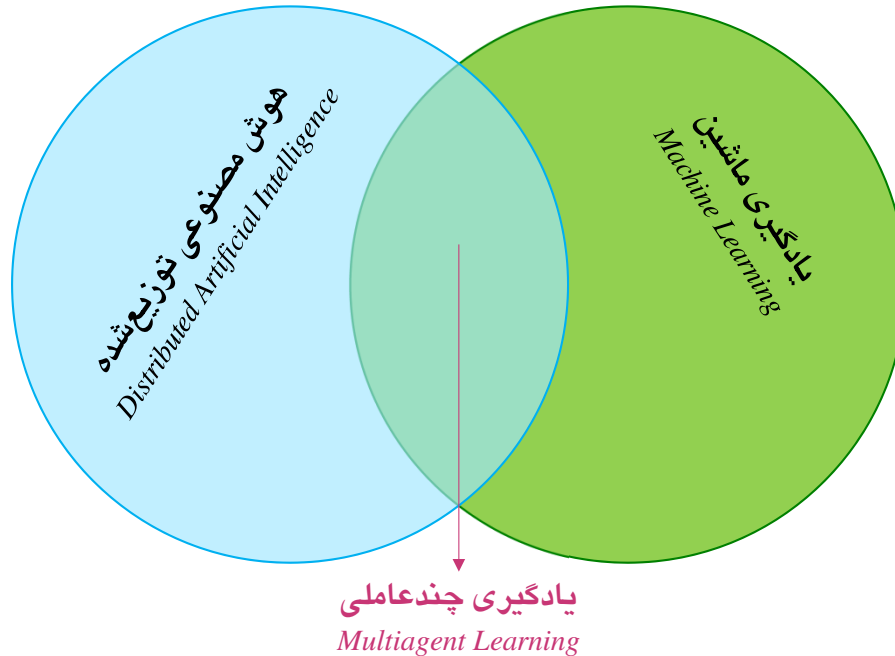 هوش مصنوعی توزیع‌شده
Distributed Artificial Intelligence
یادگیری ماشین
Machine Learning
یادگیری چندعاملی
Multiagent Learning